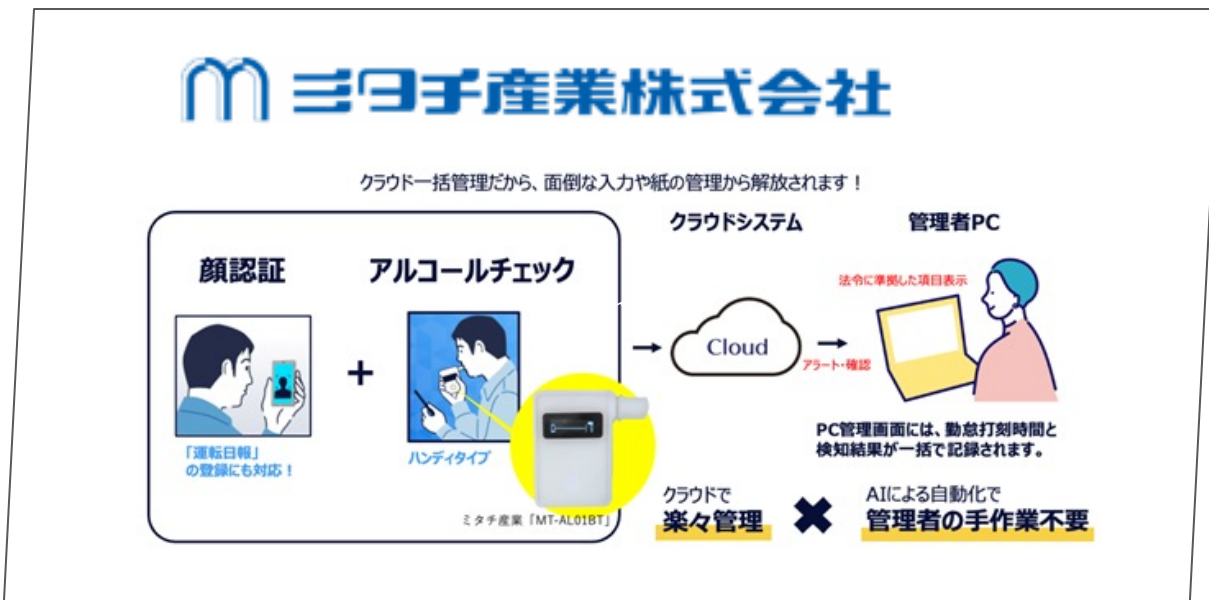 ミタチ産業株式会社
クラウド一括管理だから、面倒な入力や紙の管理から解放されます！
顔認証
アルコールチェック
「運転日報」
の登録にも対応！
+
ハンディタイプ
ミタチ産業「MT-AL01BT」
クラウドシステム
Cloud
管理者PC
法令に準拠した項目表示
アラート・確認
PC管理画面には、勤怠打刻時間と
検知結果が一括で記録されます。
クラウドで
楽々管理
×
AIによる自動化で
管理者の手作業不要